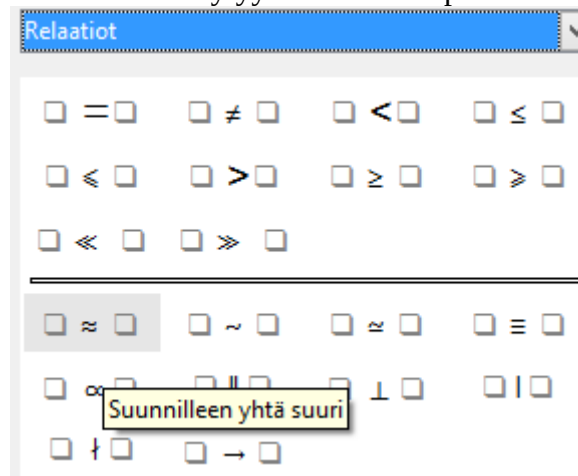 Relaatiot
▢ = ▢ ▢ ≠ ▢ ▢ < ▢ ▢ ≤ ▢
▢ ⩽ ▢ ▢ > ▢ ▢ ≥ ▢ ▢ ⩾ ▢
▢ ≪ ▢ ▢ ≫ ▢
▢ ≈ ▢ ▢ ~ ▢ ▢ ≃ ▢ ▢ ≡ ▢
▢ ∝ ▢ ▢ ∥ ▢ ▢ ⊥ ▢ ▢ | ▢
Suunnilleen yhtä suuri
▢ ∤ ▢ ▢ → ▢